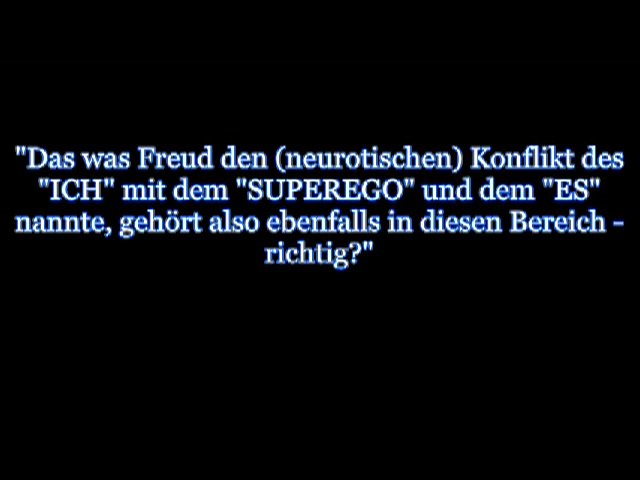 "Das was Freud den (neurotischen) Konflikt des
"ICH" mit dem "SUPEREGO" und dem "ES"
nannte, gehört also ebenfalls in diesen Bereich -
richtig?"